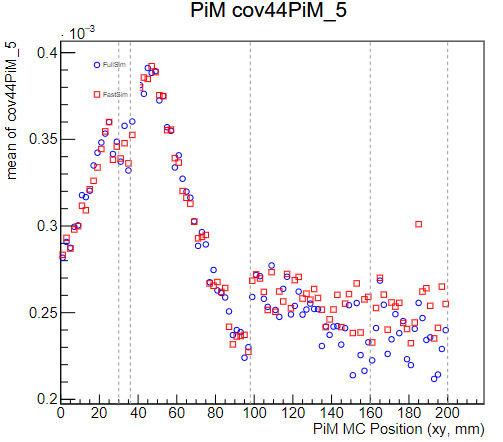 PiM cov44PiM_5
· 10⁻³
mean of cov44PiM_5
0.4
0.35
0.3
0.25
0.2
FullSim
FastSim
0 20 40 60 80 100 120 140 160 180 200
PiM MC Position (xy, mm)